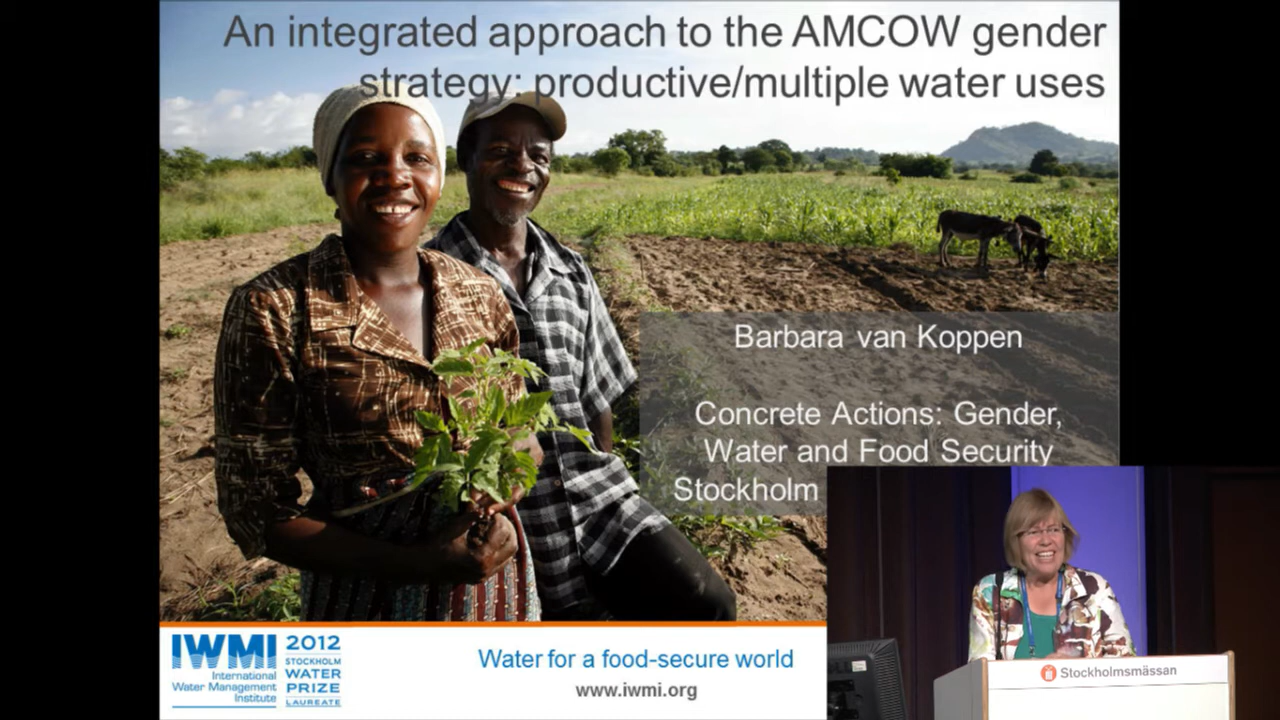 An integrated approach to the AMCOW gender
strategy: productive/multiple water uses
Barbara van Koppen
Concrete Actions: Gender,
Water and Food Security
Stockholm
IWMI
International
Water Management
Institute
2012
STOCKHOLM
WATER
PRIZE
LAUREATE
Water for a food-secure world
www.iwmi.org
Stockholmsmässan